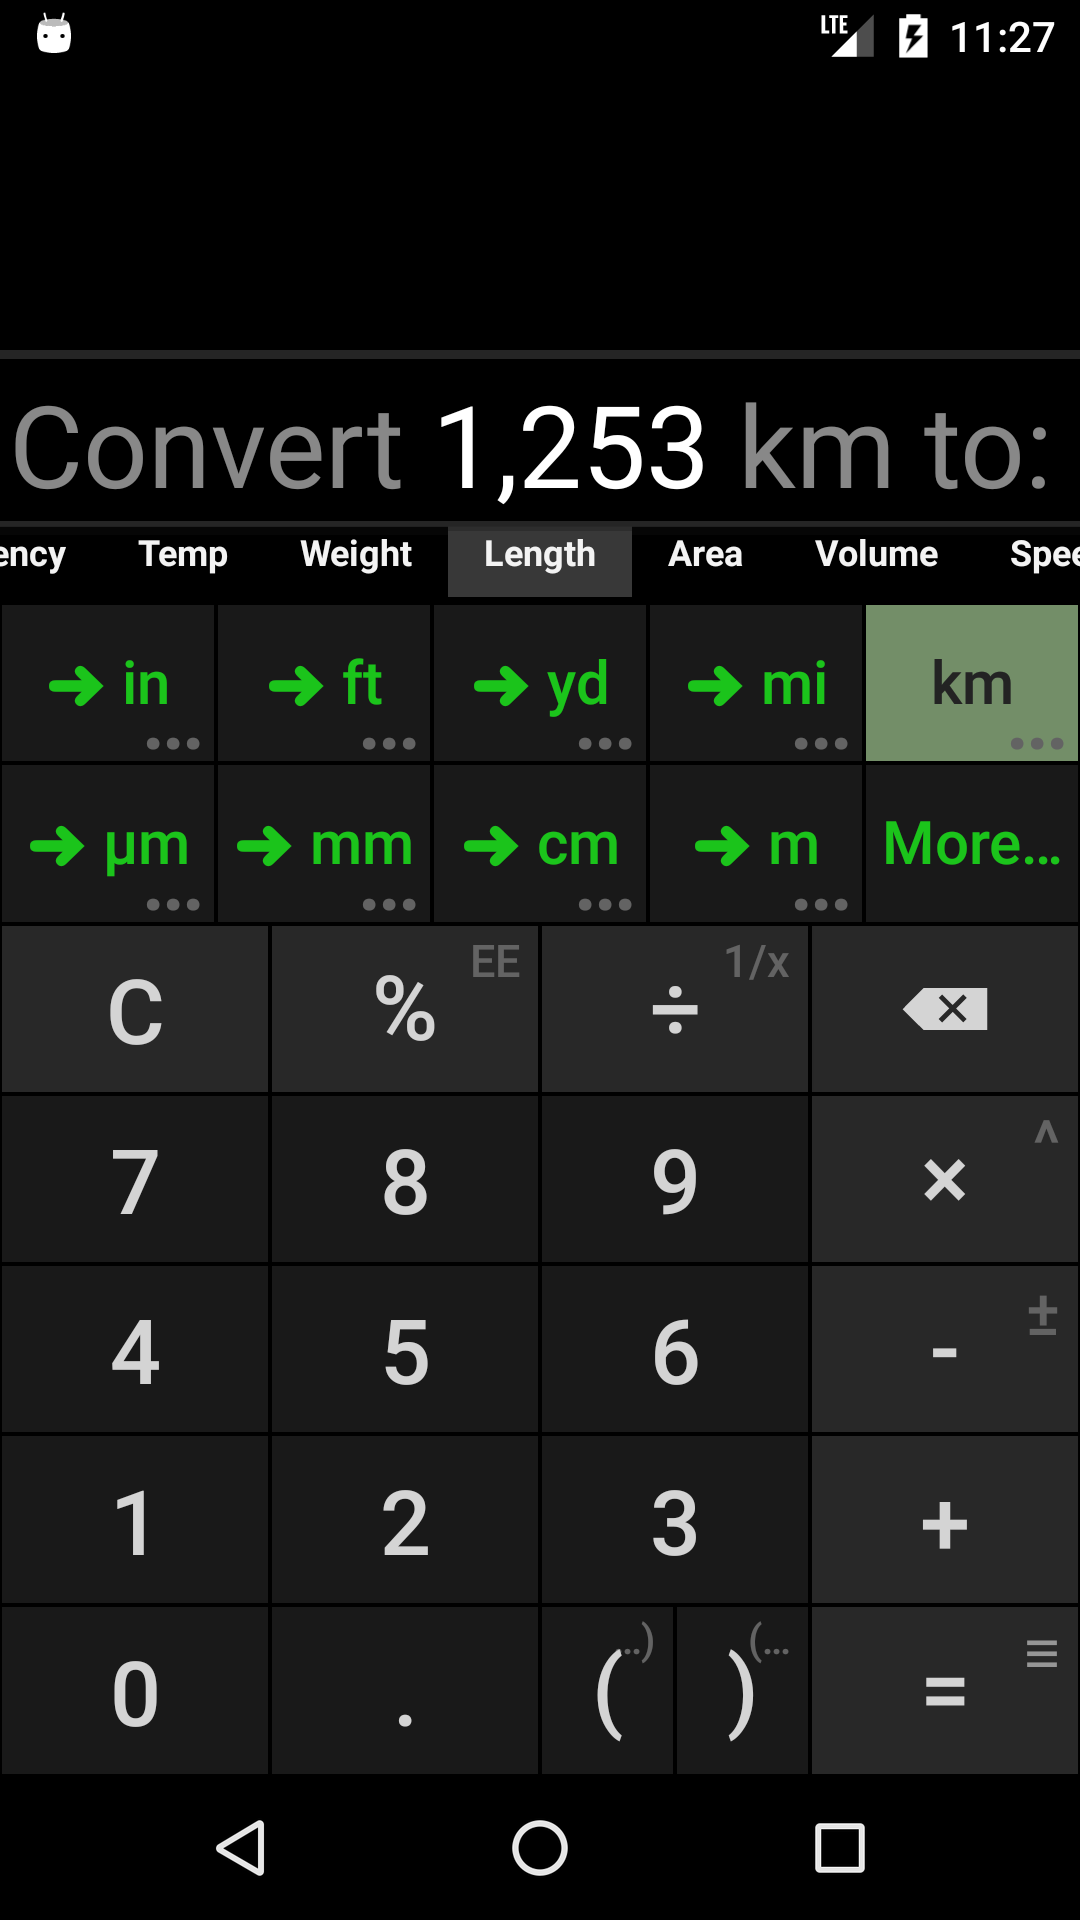 LTE 11:27
Convert 1,253 km to:
ency Temp Weight Length Area Volume Spee
→ in → ft → yd → mi km
→ µm → mm → cm → m More...
C % EE ÷ 1/x
7 8 9 × ^
4 5 6 - ±
1 2 3 +
0 . ( ..) ) (... =